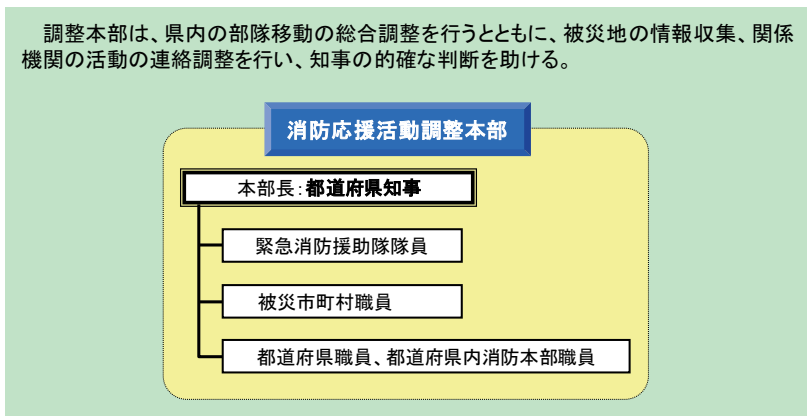 調整本部は、県内の部隊移動の総合調整を行うとともに、被災地の情報収集、関係
機関の活動の連絡調整を行い、知事の的確な判断を助ける。
消防応援活動調整本部
本部長：都道府県知事
緊急消防援助隊隊員
被災市町村職員
都道府県職員、都道府県内消防本部職員